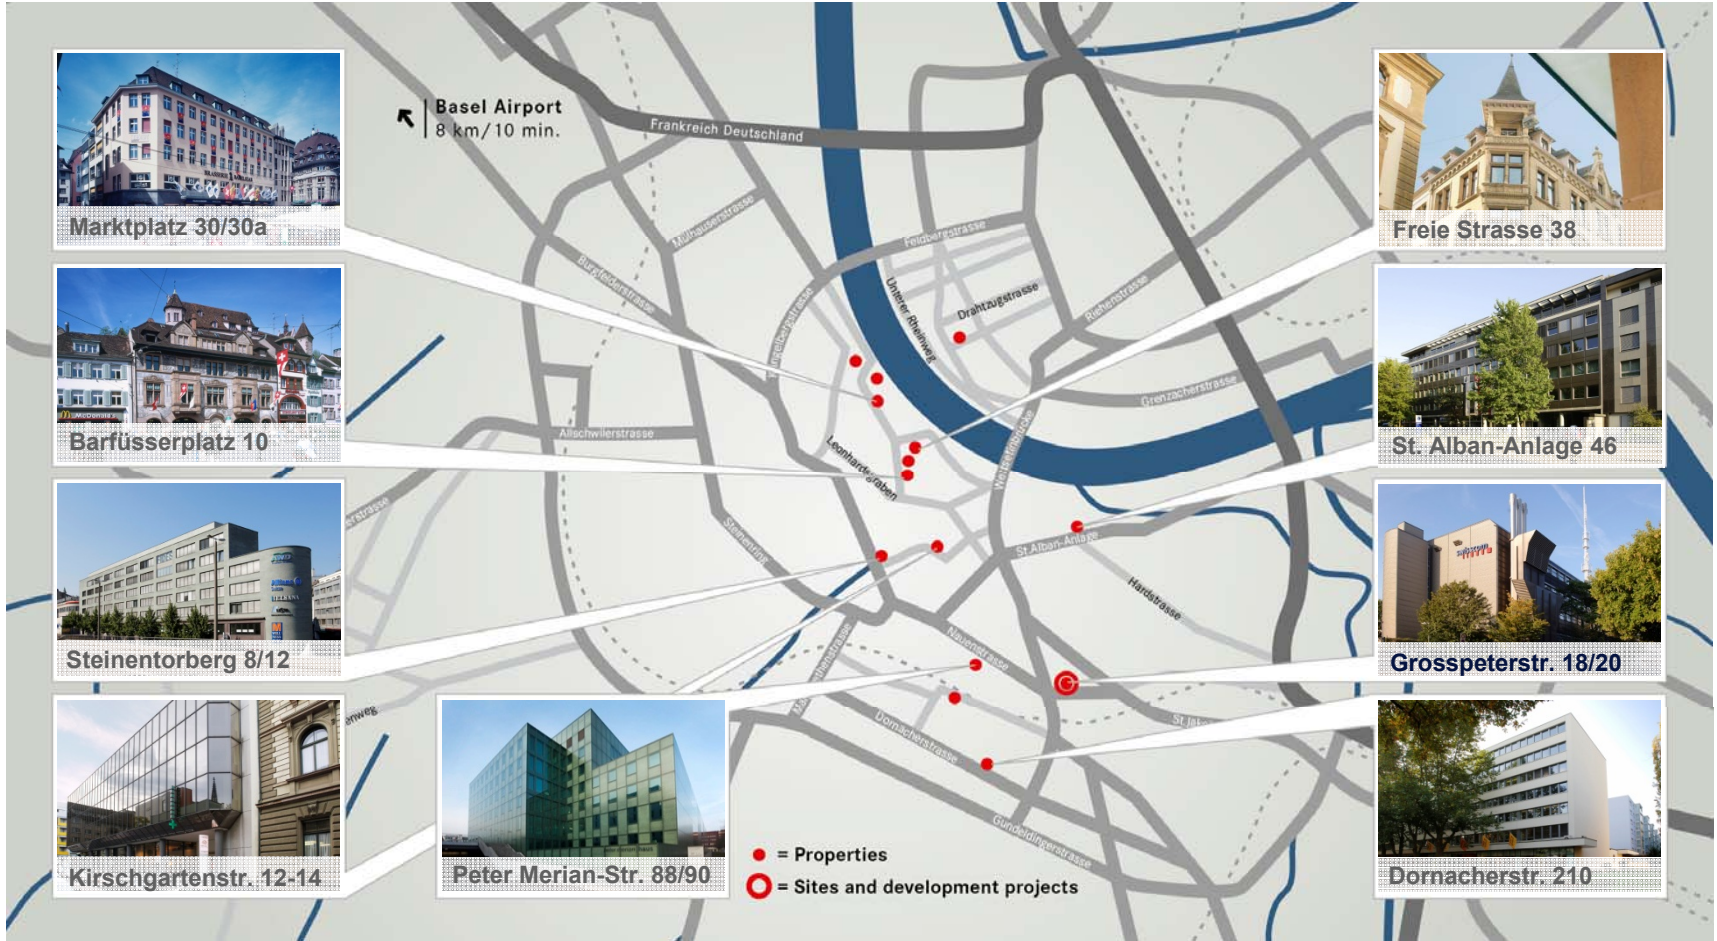 Basel Airport
8 km/10 min.
Frankreich Deutschland
Marktplatz 30/30a
Freie Strasse 38
Mülhauserstrasse
Feldbergstrasse
Burgfelderstrasse
Unterer Rheinweg
Drahtzugstrasse
Riehenstrasse
Grenzacherstrasse
McDonald's
Barfüsserplatz 10
Allschwilerstrasse
Leonhardsgraben
St. Alban-Anlage 46
Steinenring
St.Alban-Anlage
Hardstrasse
swisscom
Steinentorberg 8/12
Nauenstrasse
Grosspeterstr. 18/20
Dornacherstrasse
Kirschgartenstr. 12-14
Peter Merian-Str. 88/90
Gundeldingerstrasse
Dornacherstr. 210
= Properties
= Sites and development projects